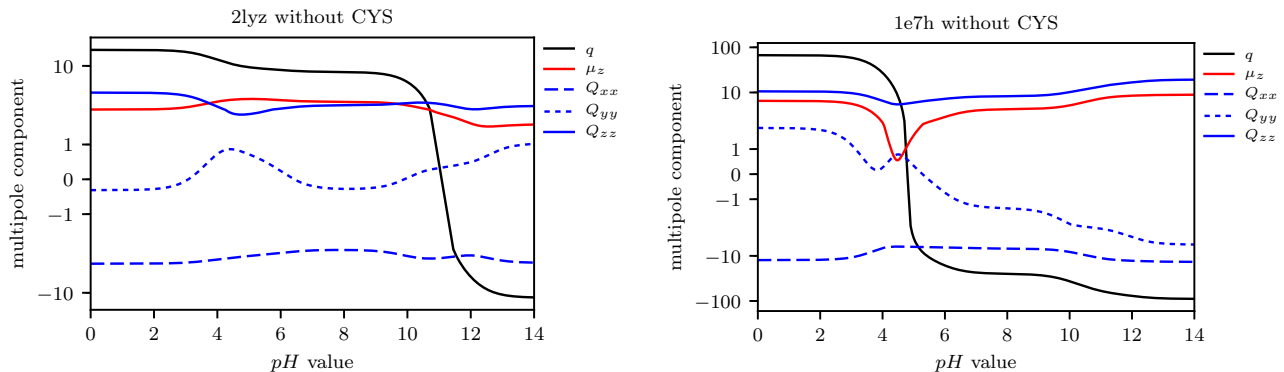 2lyz without CYS
multipole component
10
1
0
−1
−10
0 2 4 6 8 10 12 14
pH value
q
μz
Qxx
Qyy
Qzz
1e7h without CYS
multipole component
100
10
1
0
−1
−10
−100
0 2 4 6 8 10 12 14
pH value
q
μz
Qxx
Qyy
Qzz